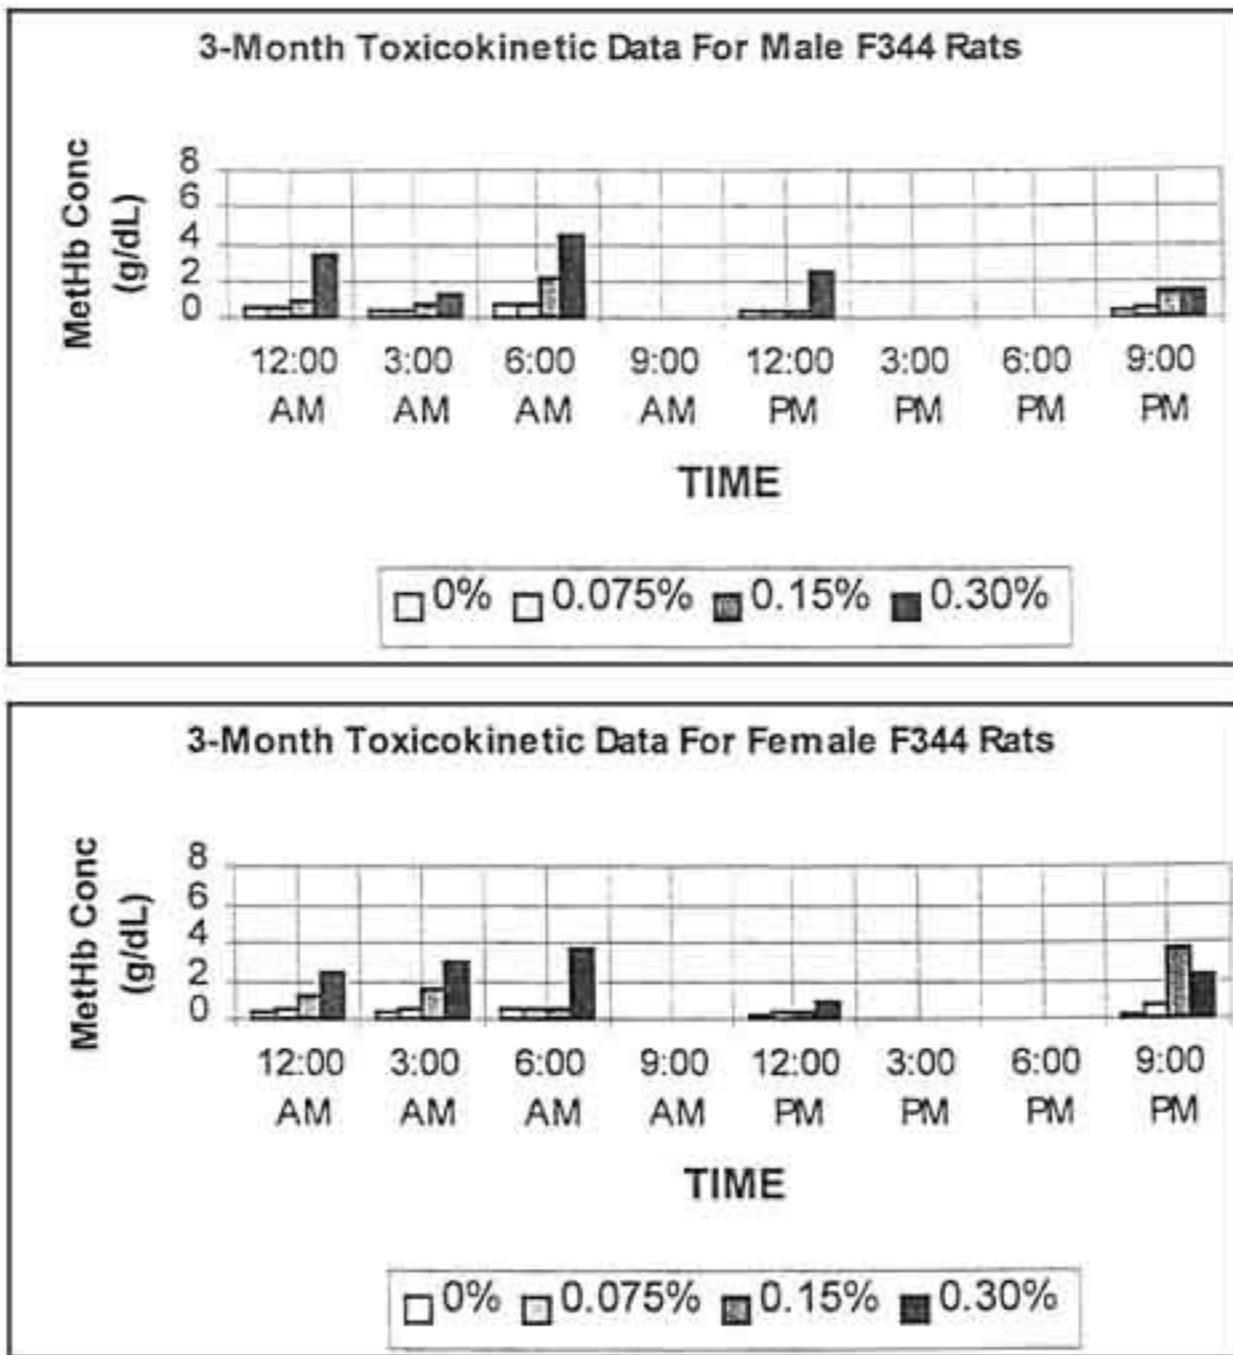 3-Month Toxicokinetic Data For Male F344 Rats
MetHb Conc
(g/dL)
8
6
4
2
0
12:00 3:00 6:00 9:00 12:00 3:00 6:00 9:00
AM AM AM AM PM PM PM PM
TIME
0% 0.075% 0.15% 0.30%
3-Month Toxicokinetic Data For Female F344 Rats
MetHb Conc
(g/dL)
8
6
4
2
0
12:00 3:00 6:00 9:00 12:00 3:00 6:00 9:00
AM AM AM AM PM PM PM PM
TIME
0% 0.075% 0.15% 0.30%